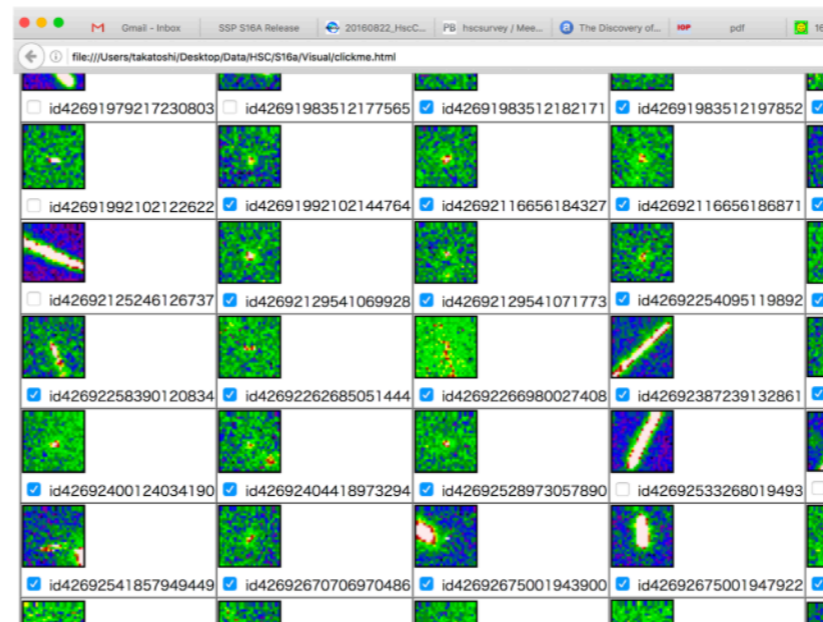 Gmail - Inbox SSP S16A Release 20160822_HscC... PB hscsurvey / Mee... The Discovery of... IOP pdf 16
file:///Users/takatoshi/Desktop/Data/HSC/S16a/Visual/clickme.html
id42691979217230803 id42691983512177565 id42691983512182171 id42691983512197852
id42691992102122622 id42691992102144764 id42692116656184327 id42692116656186871
id42692125246126737 id42692129541069928 id42692129541071773 id42692254095119892
id42692258390120834 id42692262685051444 id42692266980027408 id42692387239132861
id42692400124034190 id42692404418973294 id42692528973057890 id42692533268019493
id42692541857949449 id42692670706970486 id42692675001943900 id42692675001947922